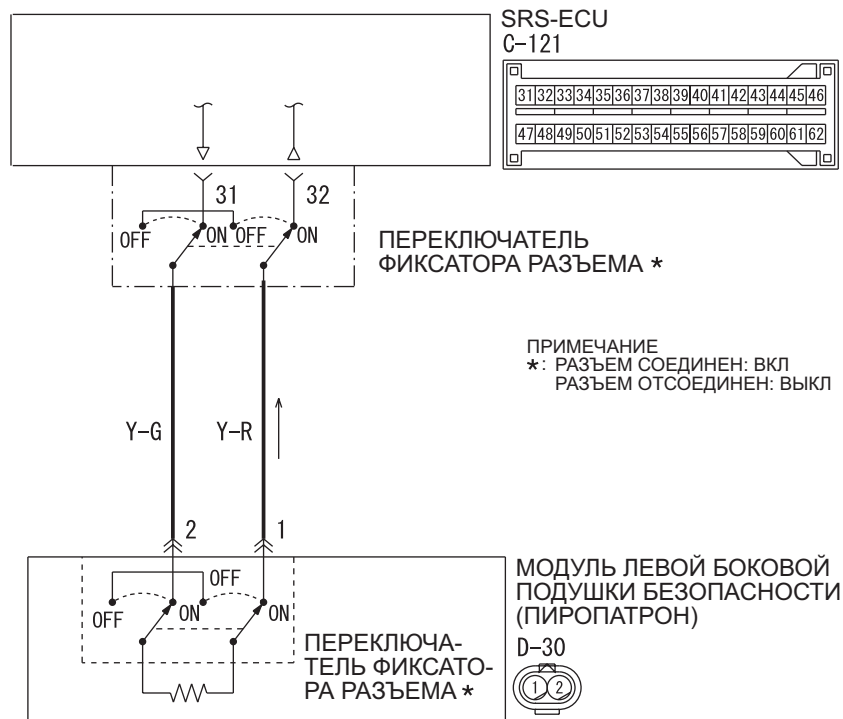 SRS-ECU
C-121
31 32 33 34 35 36 37 38 39 40 41 42 43 44 45 46
47 48 49 50 51 52 53 54 55 56 57 58 59 60 61 62
31 32
OFF ON OFF ON
ПЕРЕКЛЮЧАТЕЛЬ
ФИКСАТОРА РАЗЪЕМА *
ПРИМЕЧАНИЕ
*: РАЗЪЕМ СОЕДИНЕН: ВКЛ
РАЗЪЕМ ОТСОЕДИНЕН: ВЫКЛ
Y-G Y-R
2 1
OFF
OFF ON ON
ПЕРЕКЛЮЧА-
ТЕЛЬ ФИКСАТО-
РА РАЗЪЕМА *
МОДУЛЬ ЛЕВОЙ БОКОВОЙ
ПОДУШКИ БЕЗОПАСНОСТИ
(ПИРОПАТРОН)
D-30
1 2